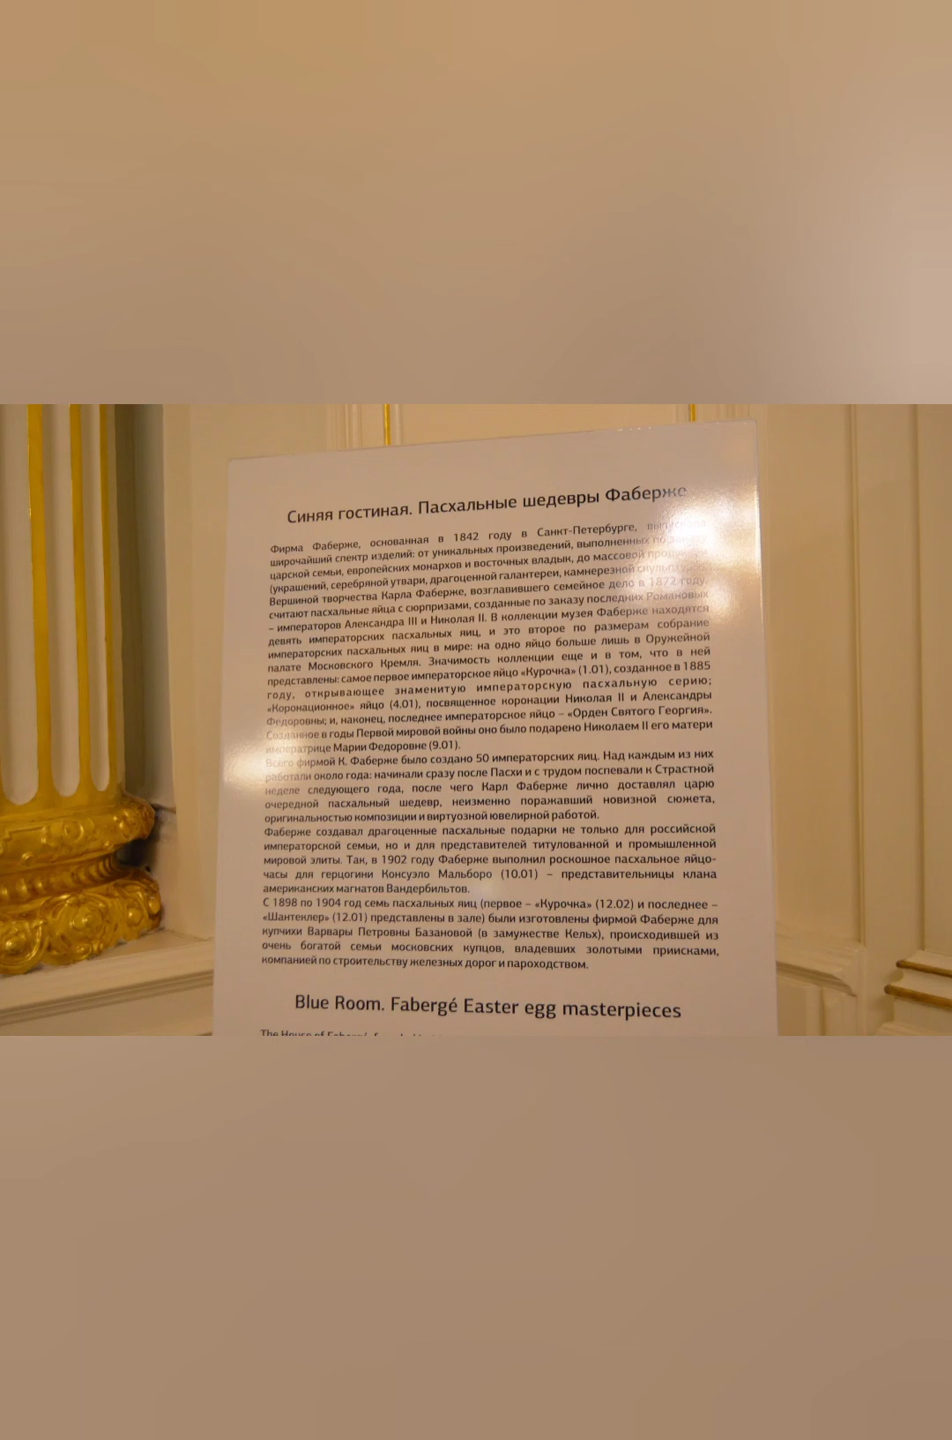 Синяя гостиная. Пасхальные шедевры Фаберже
Фирма Фаберже, основанная в 1842 году в Санкт-Петербурге, выпускала
широчайший спектр изделий: от уникальных произведений, выполненных по заказу
царской семьи, европейских монархов и восточных владык, до массовой продукции
(украшений, серебряной утвари, драгоценной галантереи, камнерезной скульптуры).
Вершиной творчества Карла Фаберже, возглавившего семейное дело в 1872 году,
считают пасхальные яйца с сюрпризами, созданные по заказу последних Романовых
– императоров Александра III и Николая II. В коллекции музея Фаберже находятся
девять императорских пасхальных яиц, и это второе по размерам собрание
императорских пасхальных яиц в мире: на одно яйцо больше лишь в Оружейной
палате Московского Кремля. Значимость коллекции еще и в том, что в ней
представлены: самое первое императорское яйцо «Курочка» (1.01), созданное в 1885
году, открывающее знаменитую императорскую пасхальную серию;
«Коронационное» яйцо (4.01), посвященное коронации Николая II и Александры
Федоровны; и, наконец, последнее императорское яйцо – «Орден Святого Георгия».
Созданное в годы Первой мировой войны оно было подарено Николаем II его матери
императрице Марии Федоровне (9.01).
Всего фирмой К. Фаберже было создано 50 императорских яиц. Над каждым из них
работали около года: начинали сразу после Пасхи и с трудом поспевали к Страстной
неделе следующего года, после чего Карл Фаберже лично доставлял царю
очередной пасхальный шедевр, неизменно поражавший новизной сюжета,
оригинальностью композиции и виртуозной ювелирной работой.
Фаберже создавал драгоценные пасхальные подарки не только для российской
императорской семьи, но и для представителей титулованной и промышленной
мировой элиты. Так, в 1902 году Фаберже выполнил роскошное пасхальное яйцо-
часы для герцогини Консуэло Мальборо (10.01) – представительницы клана
американских магнатов Вандербильтов.
С 1898 по 1904 год семь пасхальных яиц (первое – «Курочка» (12.02) и последнее –
«Шантеклер» (12.01) представлены в зале) были изготовлены фирмой Фаберже для
купчихи Варвары Петровны Базановой (в замужестве Кельх), происходившей из
очень богатой семьи московских купцов, владевших золотыми приисками,
компанией по строительству железных дорог и пароходством.
Blue Room. Fabergé Easter egg masterpieces
The House of Fabergé,